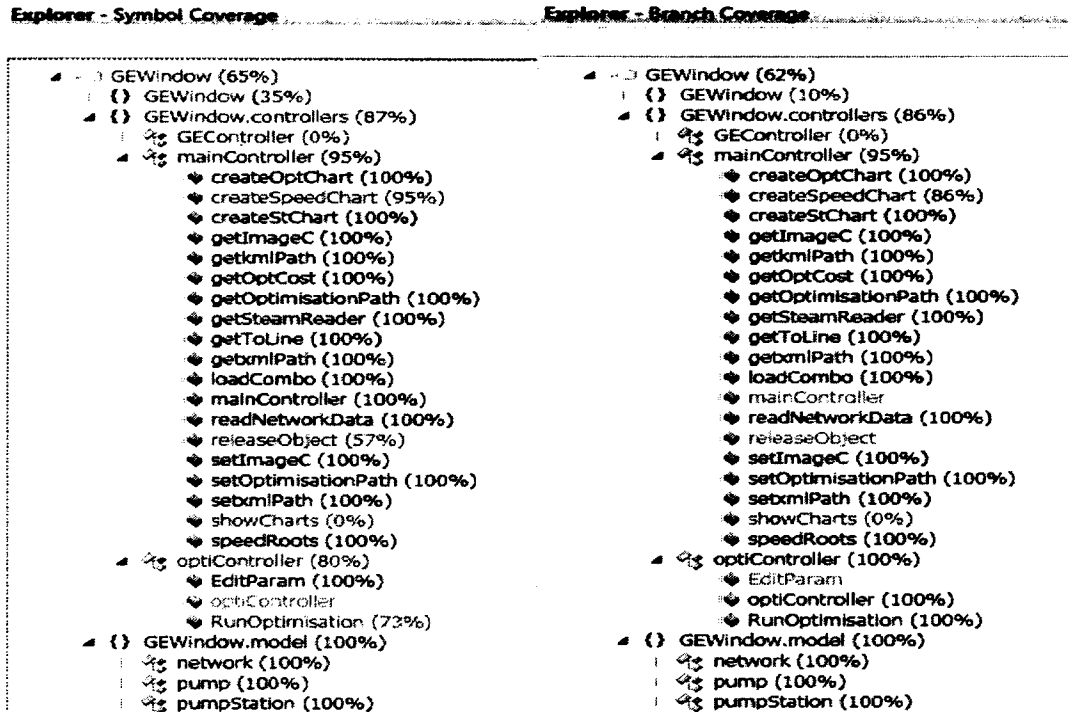 Explorer - Symbol Coverage
GEWindow (65%)
{} GEWindow (35%)
{} GEWindow.controllers (87%)
GEController (0%)
mainController (95%)
createOptChart (100%)
createSpeedChart (95%)
createStChart (100%)
getImageC (100%)
getkmlPath (100%)
getOptCost (100%)
getOptimisationPath (100%)
getSteamReader (100%)
getToLine (100%)
getxmlPath (100%)
loadCombo (100%)
mainController (100%)
readNetworkData (100%)
releaseObject (57%)
setImageC (100%)
setOptimisationPath (100%)
setxmlPath (100%)
showCharts (0%)
speedRoots (100%)
optiController (80%)
EditParam (100%)
optiController
RunOptimisation (73%)
{} GEWindow.model (100%)
network (100%)
pump (100%)
pumpStation (100%)
Explorer - Branch Coverage
GEWindow (62%)
{} GEWindow (10%)
{} GEWindow.controllers (86%)
GEController (0%)
mainController (95%)
createOptChart (100%)
createSpeedChart (86%)
createStChart (100%)
getImageC (100%)
getkmlPath (100%)
getOptCost (100%)
getOptimisationPath (100%)
getSteamReader (100%)
getToLine (100%)
getxmlPath (100%)
loadCombo (100%)
mainController
readNetworkData (100%)
releaseObject
setImageC (100%)
setOptimisationPath (100%)
setxmlPath (100%)
showCharts (0%)
speedRoots (100%)
optiController (100%)
EditParam
optiController (100%)
RunOptimisation (100%)
{} GEWindow.model (100%)
network (100%)
pump (100%)
pumpStation (100%)